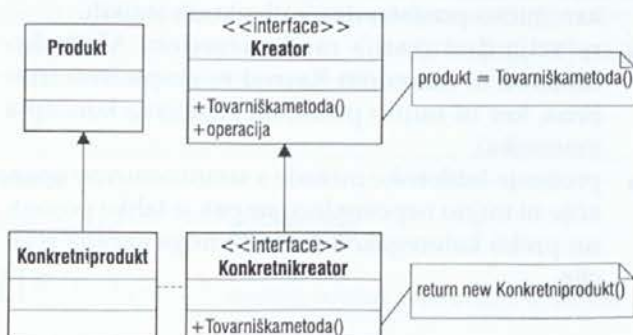 Produkt
<<interface>>
Kreator
+Tovarniškametoda()
+operacija
produkt = Tovarniškametoda()
Konkretniprodukt
<<interface>>
Konkretnikreator
+Tovarniškametoda()
return new Konkretniprodukt()